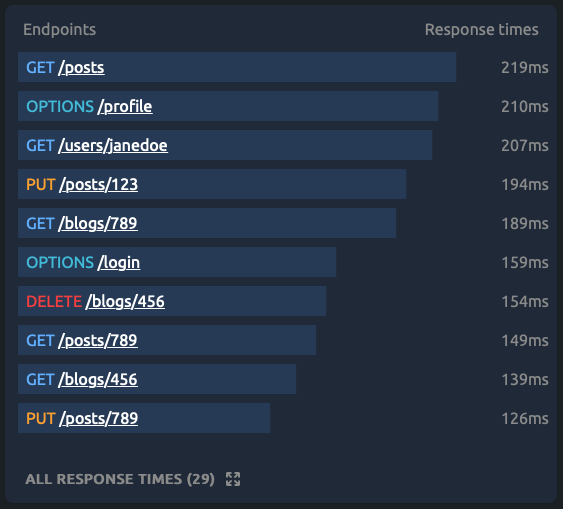 Endpoints Response times
GET /posts 219ms
OPTIONS /profile 210ms
GET /users/janedoe 207ms
PUT /posts/123 194ms
GET /blogs/789 189ms
OPTIONS /login 159ms
DELETE /blogs/456 154ms
GET /posts/789 149ms
GET /blogs/456 139ms
PUT /posts/789 126ms
ALL RESPONSE TIMES (29)